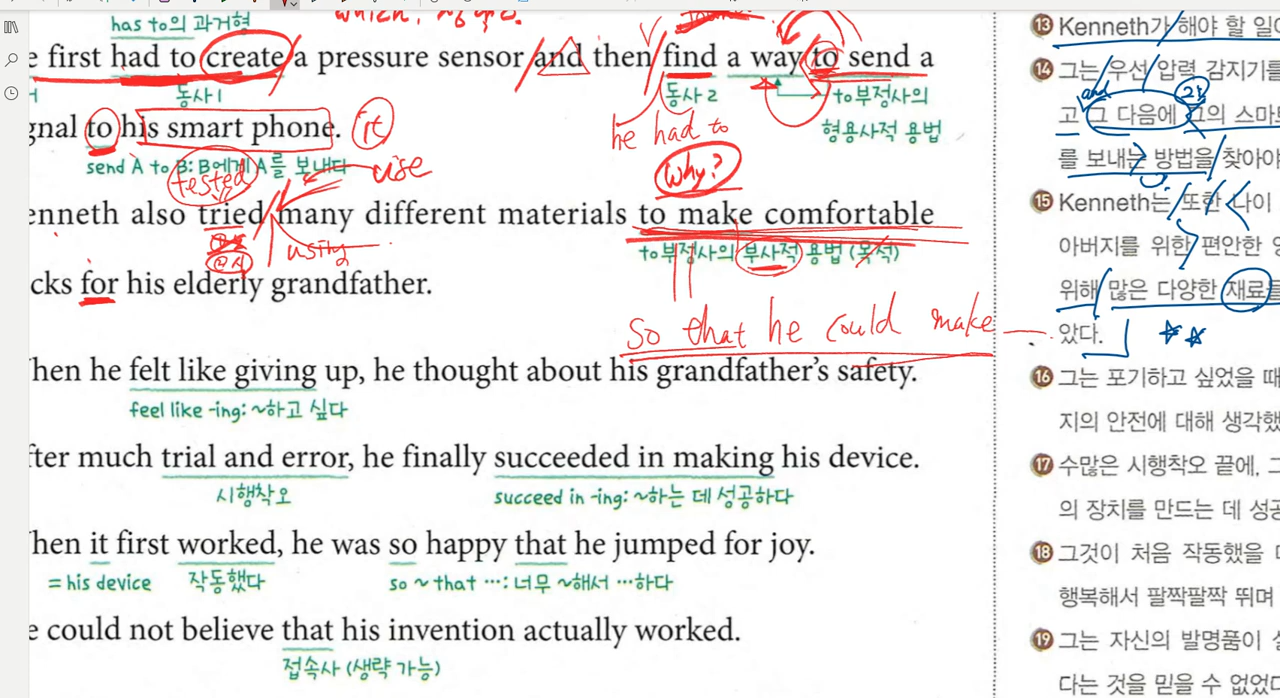 has to의 과거형
which,
e first had to create a pressure sensor and then find a way to send a
동사1
동사2
to부정사의
형용사적 용법
he had to
gnal to his smart phone.
it
send A to B: B에게 A를 보내다
tested
use
Why?
enneth also tried many different materials to make comfortable
using
to부정사의 부사적 용법 (목적)
cks for his elderly grandfather.
So that he could make
hen he felt like giving up, he thought about his grandfather's safety.
feel like -ing: ~하고 싶다
fter much trial and error, he finally succeeded in making his device.
시행착오
succeed in -ing: ~하는 데 성공하다
hen it first worked, he was so happy that he jumped for joy.
= his device
작동했다
so ~ that …: 너무 ~해서 …하다
e could not believe that his invention actually worked.
접속사 (생략 가능)
⑬ Kenneth가 해야 할 일이
⑭ 그는 우선 압력 감지기를
and
고 그 다음에 그의 스마트
를 보내는 방법을 찾아야
⑮ Kenneth는 또한 나이
아버지를 위한 편안한 양
위해 많은 다양한 재료를
았다.
⑯ 그는 포기하고 싶었을 때
지의 안전에 대해 생각했
⑰ 수많은 시행착오 끝에, 그
의 장치를 만드는 데 성공
⑱ 그것이 처음 작동했을 때
행복해서 팔짝팔짝 뛰며
⑲ 그는 자신의 발명품이 실
다는 것을 믿을 수 없었다